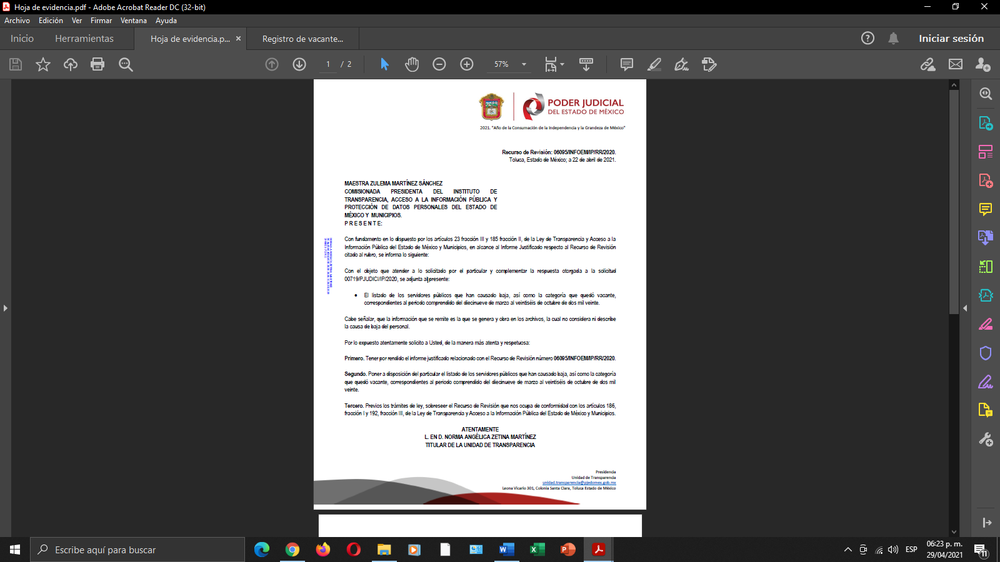 Hoja de evidencia.pdf - Adobe Acrobat Reader DC (32-bit)
Archivo Edición Ver Firmar Ventana Ayuda
Inicio Herramientas Hoja de evidencia.p... × Registro de vacante... Iniciar sesión
1 / 2 57%
PODER JUDICIAL
DEL ESTADO DE MÉXICO
2021. "Año de la Consumación de la Independencia y la Grandeza de México"
Recurso de Revisión: 06095/INFOEM/IP/RR/2020.
Toluca, Estado de México; a 22 de abril de 2021.
MAESTRA ZULEMA MARTÍNEZ SÁNCHEZ
COMISIONADA PRESIDENTA DEL INSTITUTO DE
TRANSPARENCIA, ACCESO A LA INFORMACIÓN PÚBLICA Y
PROTECCIÓN DE DATOS PERSONALES DEL ESTADO DE
MÉXICO Y MUNICIPIOS.
P R E S E N T E:
Con fundamento en lo dispuesto por los artículos 23 fracción III y 185 fracción II, de la Ley de Transparencia y Acceso a la
Información Pública del Estado de México y Municipios, en alcance al Informe Justificado respecto al Recurso de Revisión
citado al rubro, se informa lo siguiente:
Con el objeto que atender a lo solicitado por el particular y complementar la respuesta otorgada a la solicitud
00719/PJUDICI/IP/2020, se adjunta al presente:
• El listado de los servidores públicos que han causado baja, así como la categoría que quedó vacante,
correspondientes al periodo comprendido del diecinueve de marzo al veintiséis de octubre de dos mil veinte.
Cabe señalar, que la información que se remite es la que se genera y obra en los archivos, la cual no considera ni describe
la causa de baja del personal.
Por lo expuesto atentamente solicito a Usted, de la manera más atenta y respetuosa:
Primero. Tener por rendido el informe justificado relacionado con el Recurso de Revisión número 06095/INFOEM/IP/RR/2020.
Segundo. Poner a disposición del particular el listado de los servidores públicos que han causado baja, así como la categoría
que quedó vacante, correspondientes al periodo comprendido del diecinueve de marzo al veintiséis de octubre de dos mil
veinte.
Tercero. Previos los trámites de ley, sobreseer el Recurso de Revisión que nos ocupa de conformidad con los artículos 186,
fracción I y 192, fracción III, de la Ley de Transparencia y Acceso a la Información Pública del Estado de México y Municipios.
ATENTAMENTE
L. EN D. NORMA ANGÉLICA ZETINA MARTÍNEZ
TITULAR DE LA UNIDAD DE TRANSPARENCIA
Presidencia
Unidad de Transparencia
unidad.transparencia@pjedomex.gob.mx
Leona Vicario 301, Colonia Santa Clara, Toluca Estado de México
Escribe aquí para buscar
ESP
06:23 p. m.
29/04/2021
11